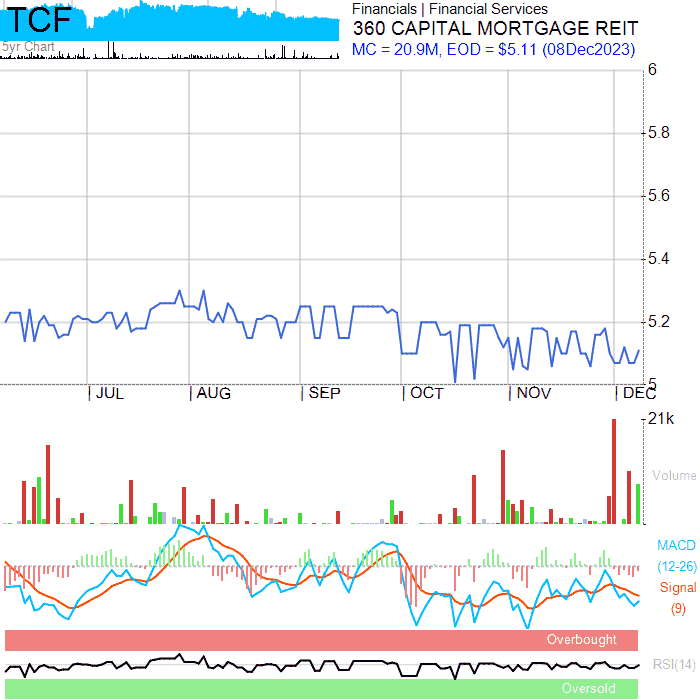 TCF
5yr Chart
Financials | Financial Services
360 CAPITAL MORTGAGE REIT
MC = 20.9M, EOD = $5.11 (08Dec2023)
6
5.8
5.6
5.4
5.2
5
JUL AUG SEP OCT NOV DEC
21k
Volume
MACD
(12-26)
Signal
(9)
Overbought
RSI(14)
Oversold